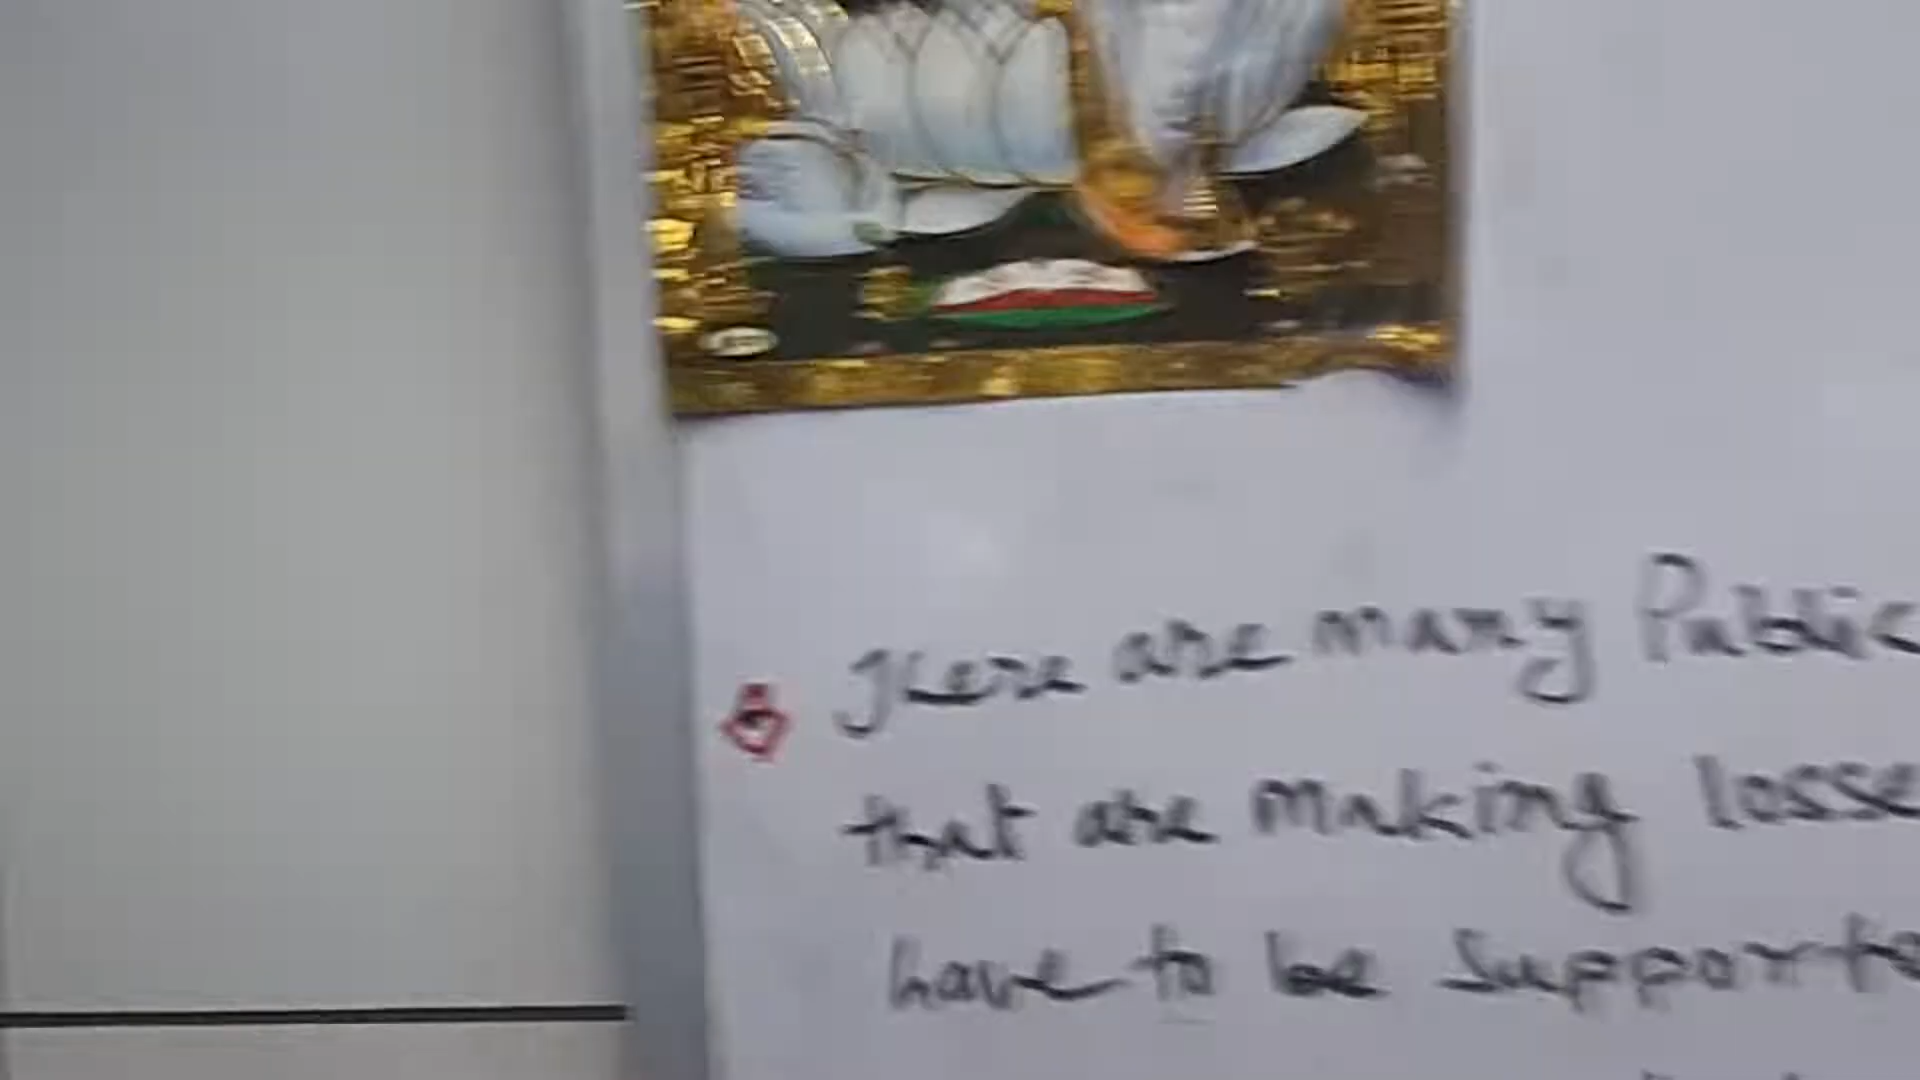 There are many Public
that are making losse
have to be supporte